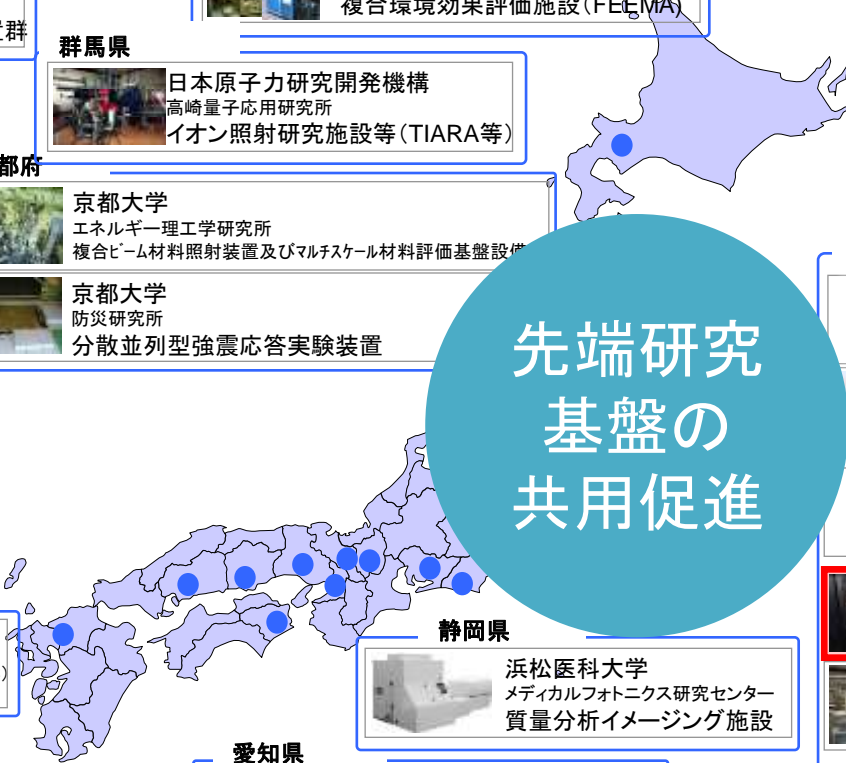 複合環境効果評価施設(FEEMA)
群
群馬県
日本原子力研究開発機構
高崎量子応用研究所
イオン照射研究施設等(TIARA等)
都府
京都大学
エネルギー理工学研究所
複合ビーム材料照射装置及びマルチスケール材料評価基盤設備
京都大学
防災研究所
分散並列型強震応答実験装置
先端研究
基盤の
共用促進
静岡県
浜松医科大学
メディカルフォトニクス研究センター
質量分析イメージング施設
)
愛知県